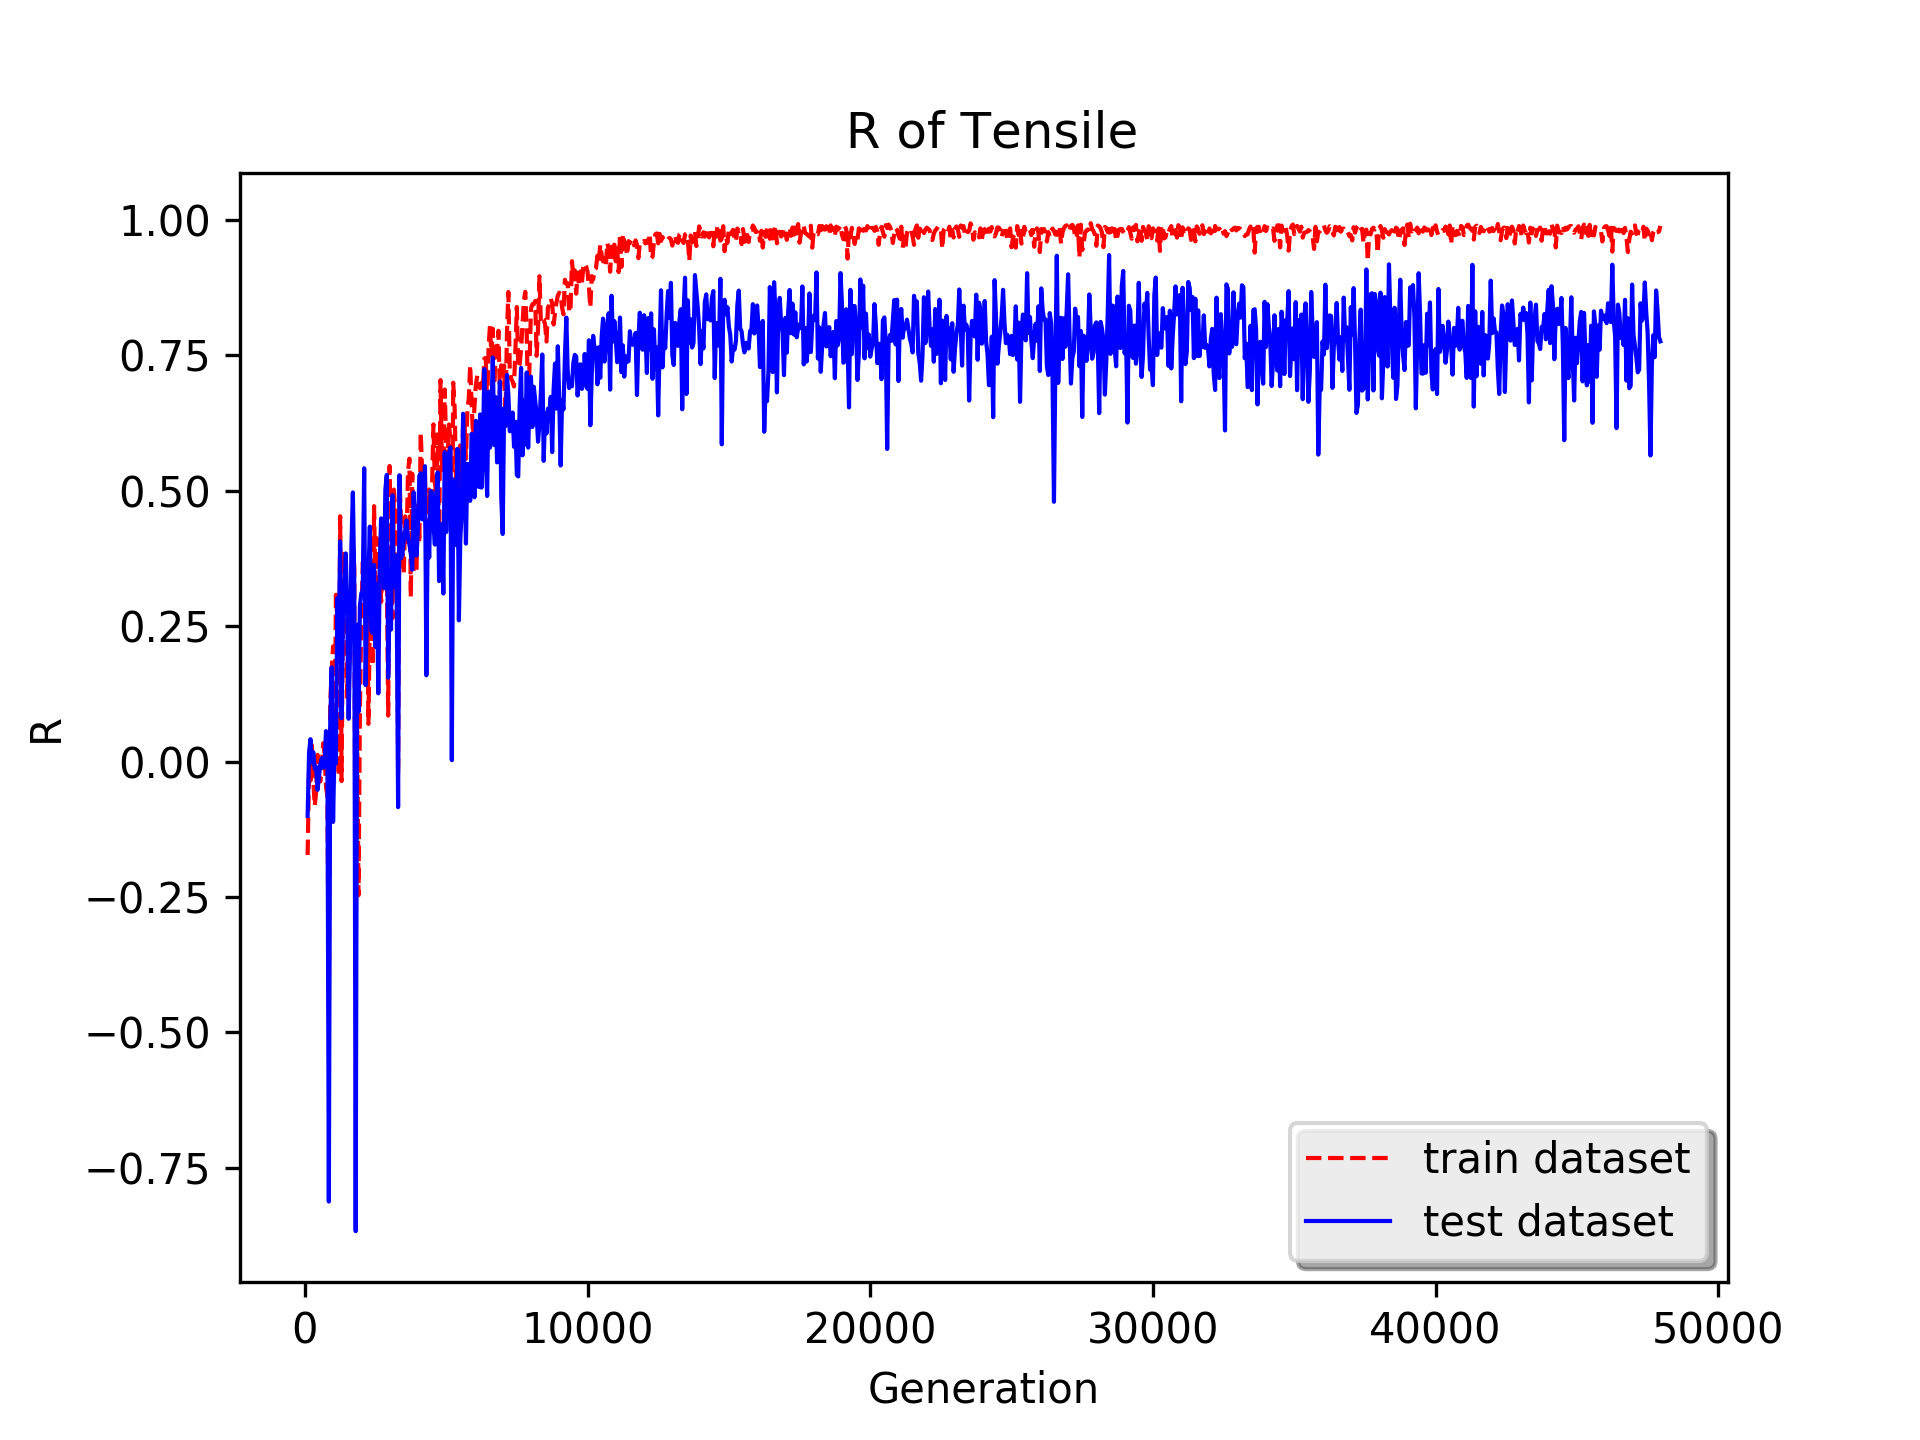 R of Tensile
R
1.00
0.75
0.50
0.25
0.00
−0.25
−0.50
−0.75
0 10000 20000 30000 40000 50000
Generation
train dataset
test dataset